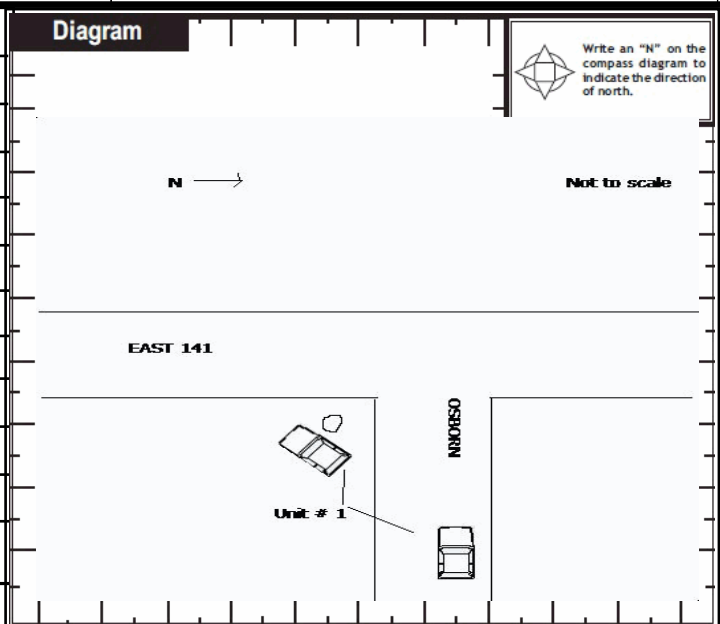 Diagram
Write an “N” on the
compass diagram to
indicate the direction
of north.
N
Not to scale
EAST 141
OSBORN
Unit # 1